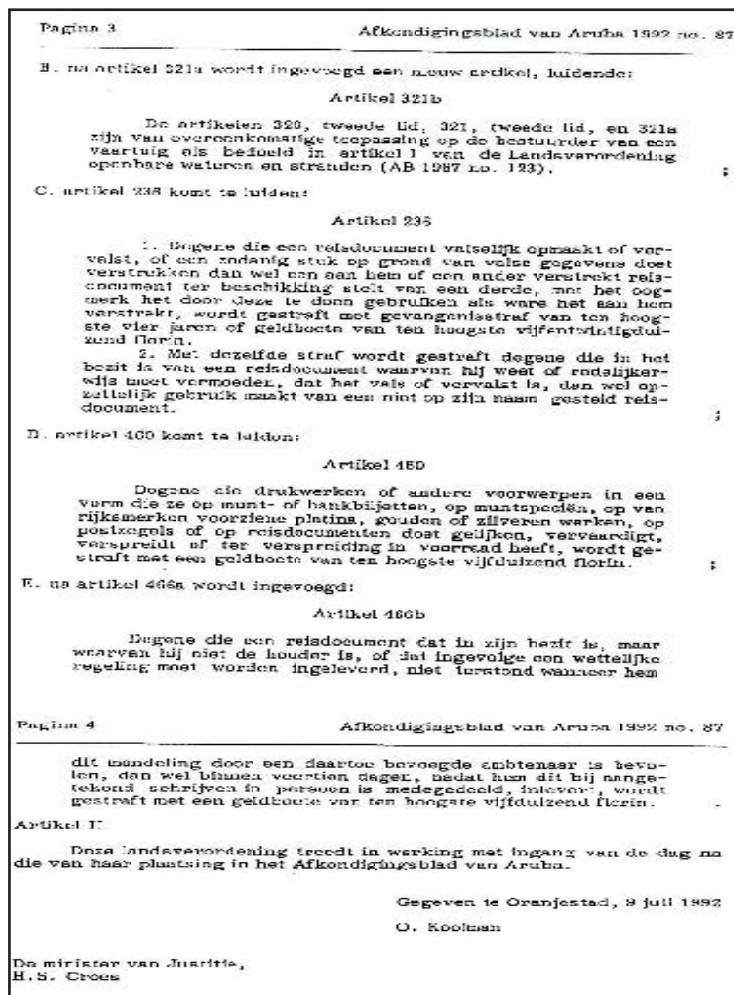 Pagina 3 Afkondigingsblad van Aruba 1992 no. 87
B. na artikel 321a wordt ingevoegd een nieuw artikel, luidende:
Artikel 321b
De artikelen 320, tweede lid, 321, tweede lid, en 321a
zijn van overeenkomstige toepassing op de bestuurder van een
vaartuig als bedoeld in artikel 1 van de Landsverordening
openbare wateren en stranden (AB 1987 no. 123). ;
C. artikel 236 komt te luiden:
Artikel 236
1. Degene die een reisdocument valselijk opmaakt of ver-
valst, of een zodanig stuk op grond van valse gegevens doet
verstrekken dan wel een aan hem of een ander verstrekt reis-
document ter beschikking stelt van een derde, met het oog-
merk het door deze te doen gebruiken als ware het aan hem
verstrekt, wordt gestraft met gevangenisstraf van ten hoog-
ste vier jaren of geldboete van ten hoogste vijfentwintigdui-
zend florin.
2. Met dezelfde straf wordt gestraft degene die in het
bezit is van een reisdocument waarvan hij weet of redelijker-
wijs moet vermoeden, dat het vals of vervalst is, dan wel op-
zettelijk gebruik maakt van een niet op zijn naam gesteld reis-
document. ;
D. artikel 460 komt te luiden:
Artikel 460
Degene die drukwerken of andere voorwerpen in een
vorm die ze op munt- of bankbiljetten, op muntspeciën, op van
rijksmerken voorziene platina, gouden of zilveren werken, op
postzegels of op reisdocumenten doet gelijken, vervaardigt,
verspreidt of ter verspreiding in voorraad heeft, wordt ge-
straft met een geldboete van ten hoogste vijfduizend florin. ;
E. na artikel 466a wordt ingevoegd:
Artikel 466b
Degene die een reisdocument dat in zijn bezit is, maar
waarven hij niet de houder is, of dat ingevolge een wettelijke
regeling moet worden ingeleverd, niet terstond wanneer hem
Pagina 4 Afkondigingsblad van Aruba 1992 no. 87
dit mondeling door een daartoe bevoegde ambtenaar is bevo-
len, dan wel binnen veertien dagen, nadat hem dit bij aange-
tekend schrijven in persoon is medegedeeld, inlevert, wordt
gestraft met een geldboete van ten hoogste vijfduizend florin.
Artikel II
Deze landsverordening treedt in werking met ingang van de dag na
die van haar plaatsing in het Afkondigingsblad van Aruba.
Gegeven te Oranjestad, 9 juli 1992
O. Koolman
De minister van Justitie,
H.S. Croes